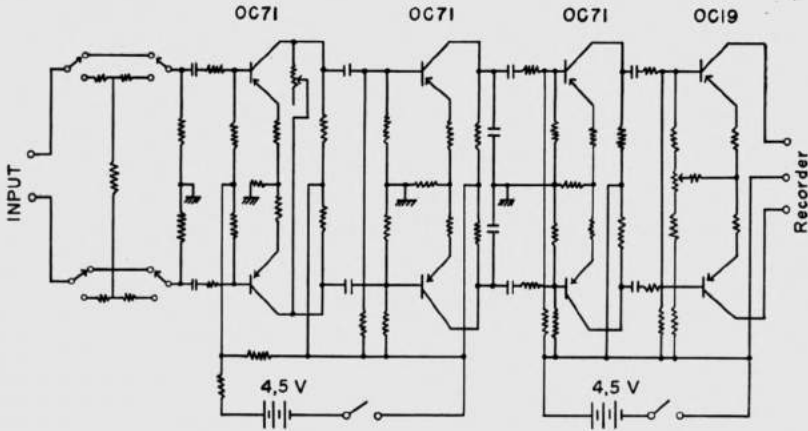 OC71
OC71
OC71
OC19
INPUT
Recorder
4,5 V
4,5 V